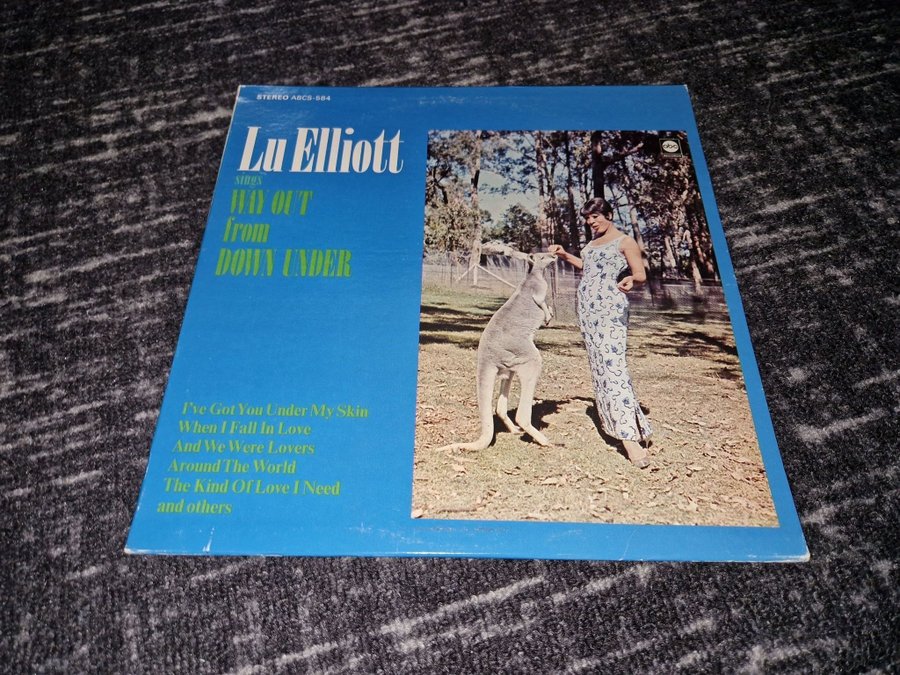 STEREO ABCS-584
Lu Elliott
sings
WAY OUT
from
DOWN UNDER
abc
I've Got You Under My Skin
When I Fall In Love
And We Were Lovers
Around The World
The Kind Of Love I Need
and others